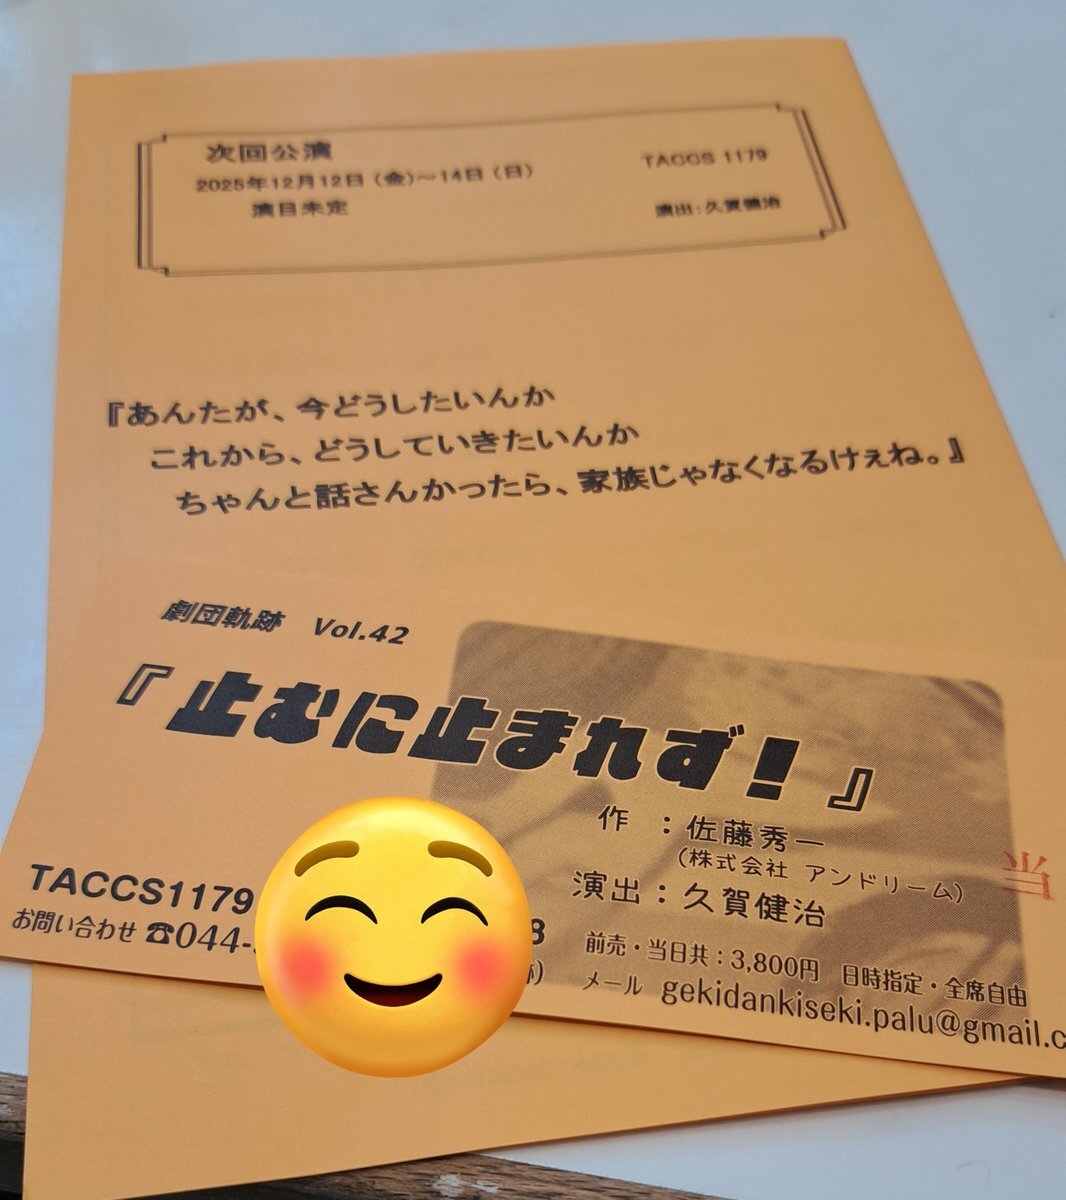 次回公演
2025年12月12日（金）～14日（日）
TACCS 1179
演目未定
演出：久賀健治
『あんたが、今どうしたいんか
これから、どうしていきたいんか
ちゃんと話さんかったら、家族じゃなくなるけぇね。』
劇団軌跡 Vol.42
『止むに止まれず！』
作 ：佐藤秀一
(株式会社 アンドリーム)
演出：久賀健治
当
TACCS1179
お問い合わせ ☎044-
8
前売・当日共：3,800円 日時指定・全席自由
メール gekidankiseki.palu@gmail.c